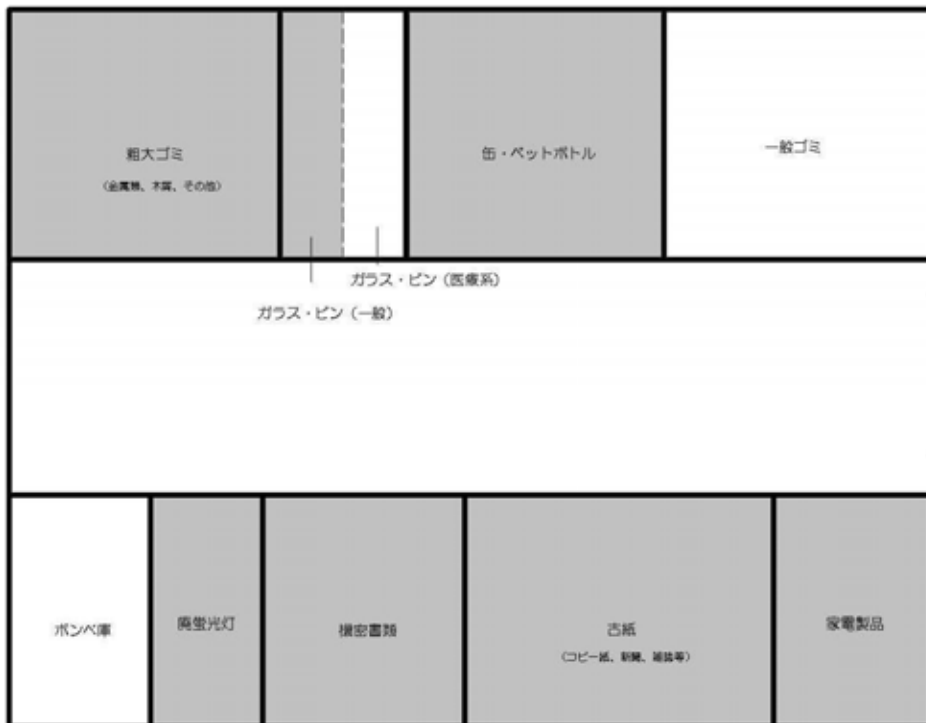 粗大ゴミ
(金属類、木屑、その他)
缶・ペットボトル
一般ゴミ
ガラス・ビン(医療系)
ガラス・ビン(一般)
ボンベ庫
廃蛍光灯
機密書類
古紙
(コピー紙、新聞、雑誌等)
家電製品